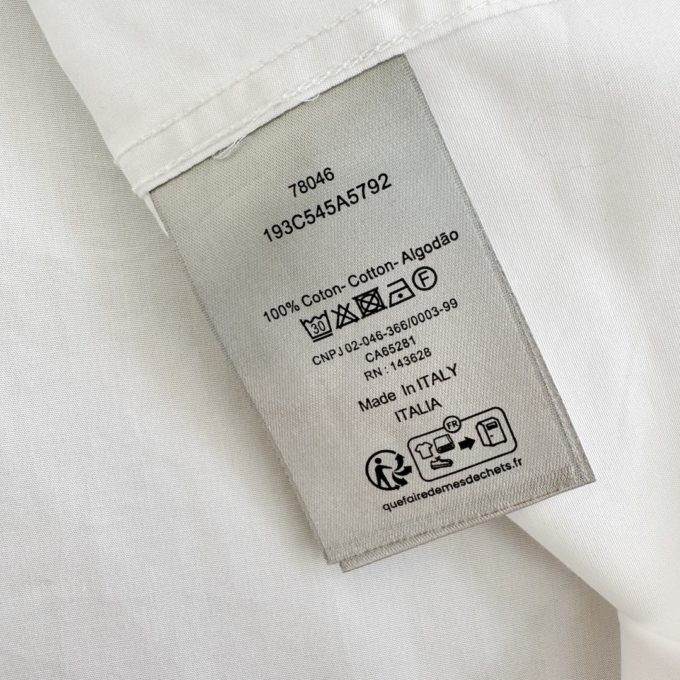 78046
193C545A5792
100% Coton- Cotton- Algodão
30 F
CNPJ 02-046-366/0003-99
CA65281
RN : 143628
Made In ITALY
ITALIA
FR
quefairedemesdechets.fr